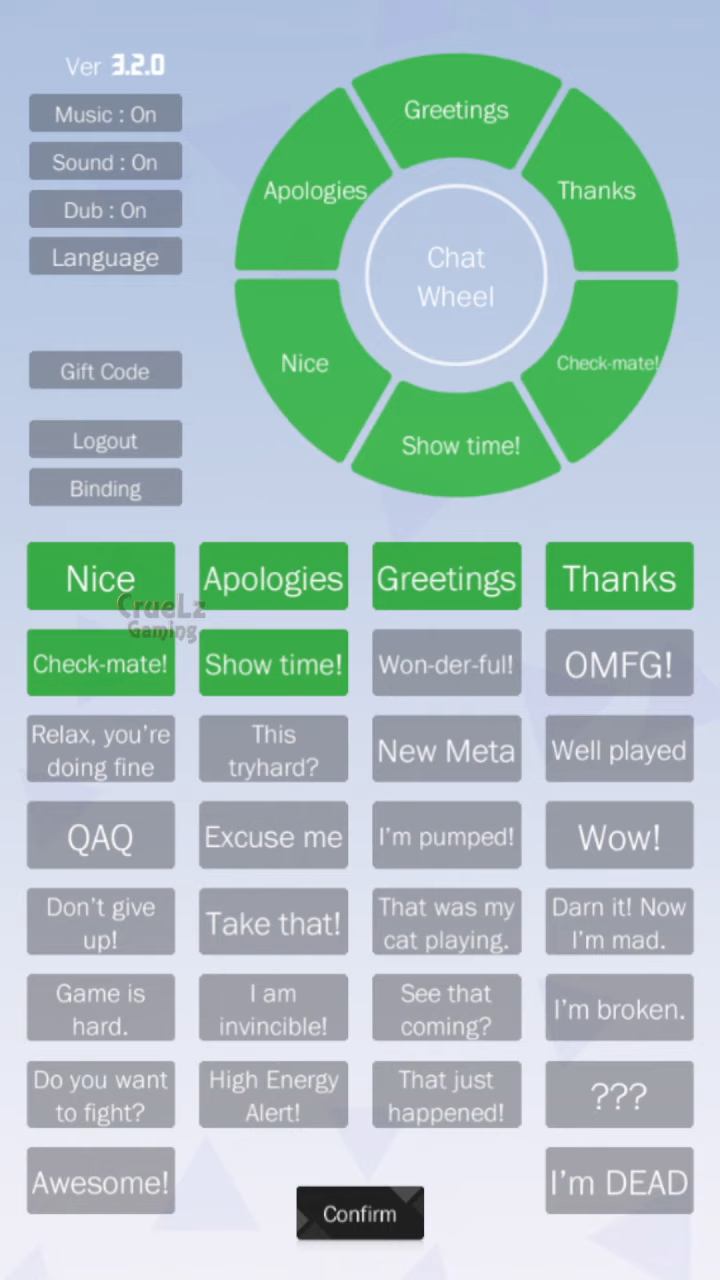 Ver 3.2.0
Music : On
Sound : On
Dub : On
Language
Gift Code
Logout
Binding
Greetings
Apologies
Thanks
Chat
Wheel
Nice
Check-mate!
Show time!
Nice
Apologies
Greetings
Thanks
CrueLz
Gaming
Check-mate!
Show time!
Won-der-ful!
OMFG!
Relax, you're
doing fine
This
tryhard?
New Meta
Well played
QAQ
Excuse me
I'm pumped!
Wow!
Don't give
up!
Take that!
That was my
cat playing.
Darn it! Now
I'm mad.
Game is
hard.
I am
invincible!
See that
coming?
I'm broken.
Do you want
to fight?
High Energy
Alert!
That just
happened!
???
Awesome!
I'm DEAD
Confirm